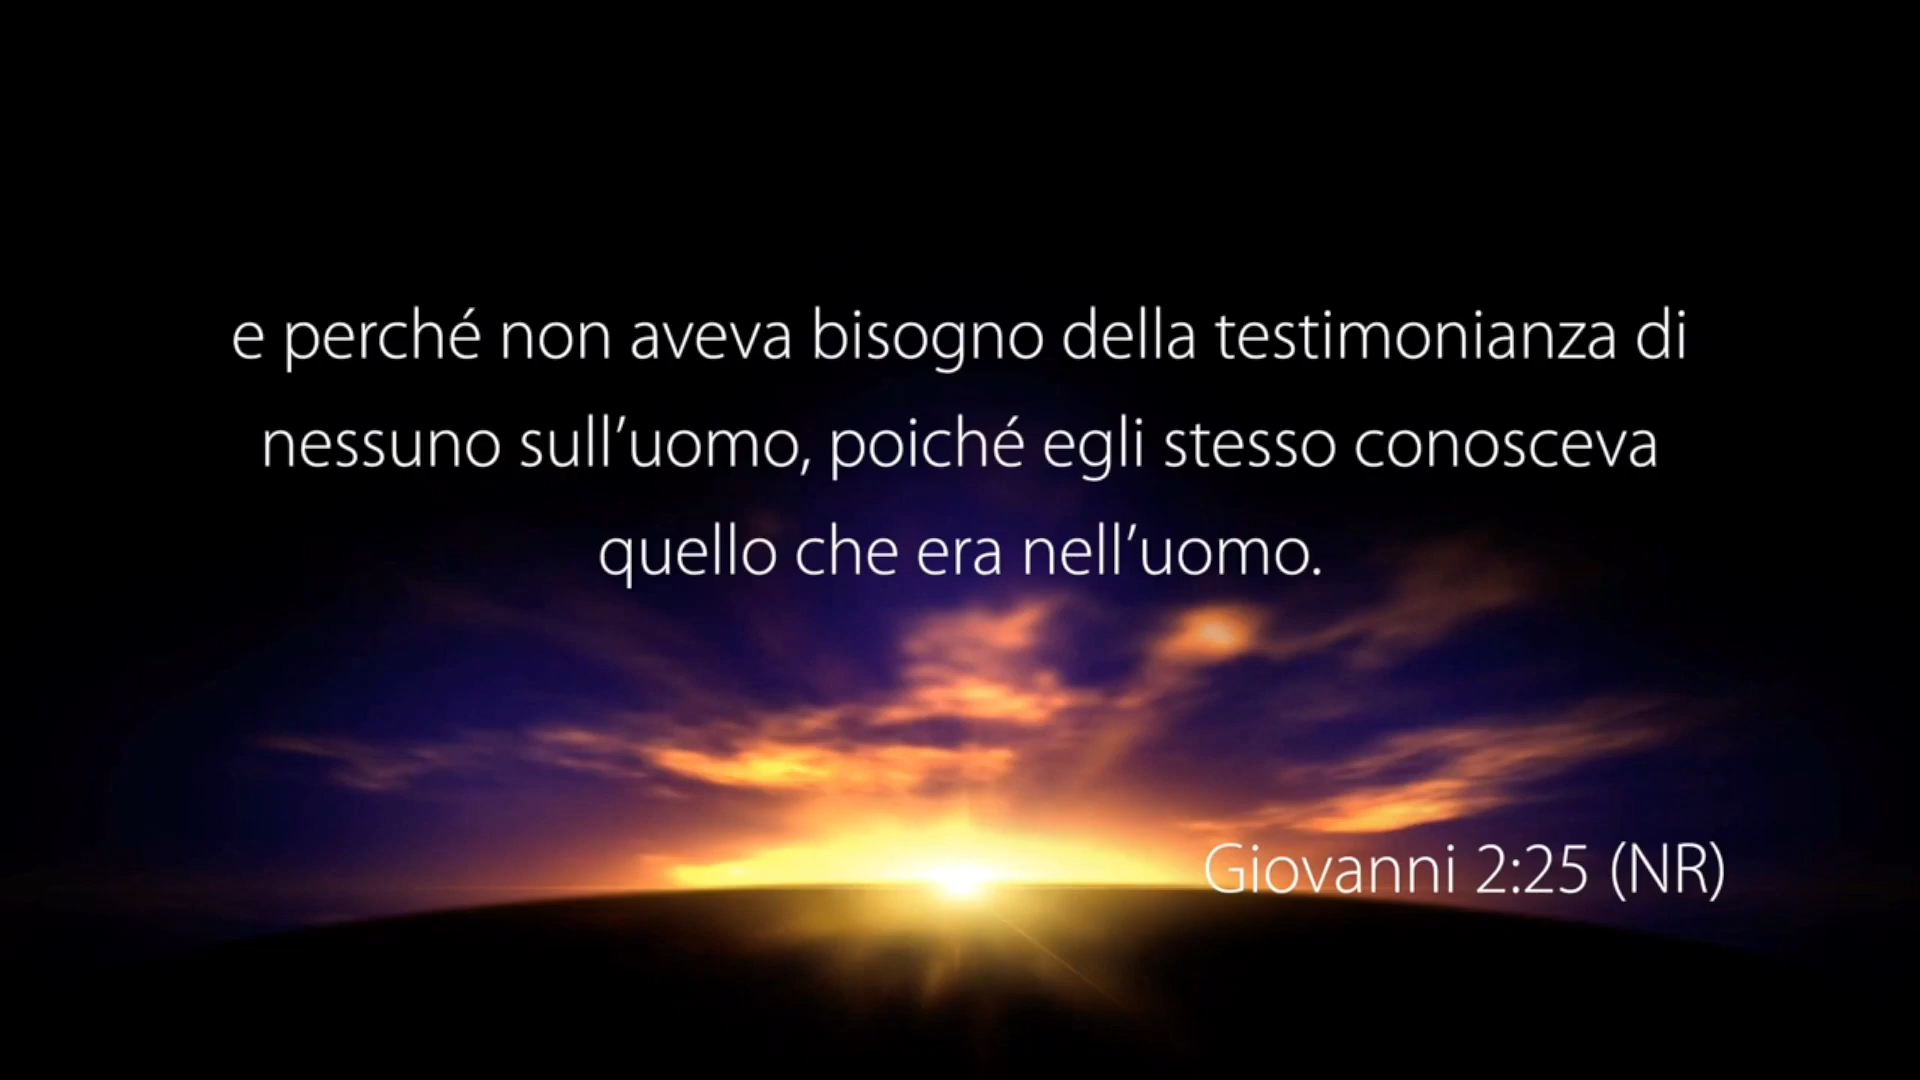 e perché non aveva bisogno della testimonianza di
nessuno sull’uomo, poiché egli stesso conosceva
quello che era nell’uomo.
Giovanni 2:25 (NR)